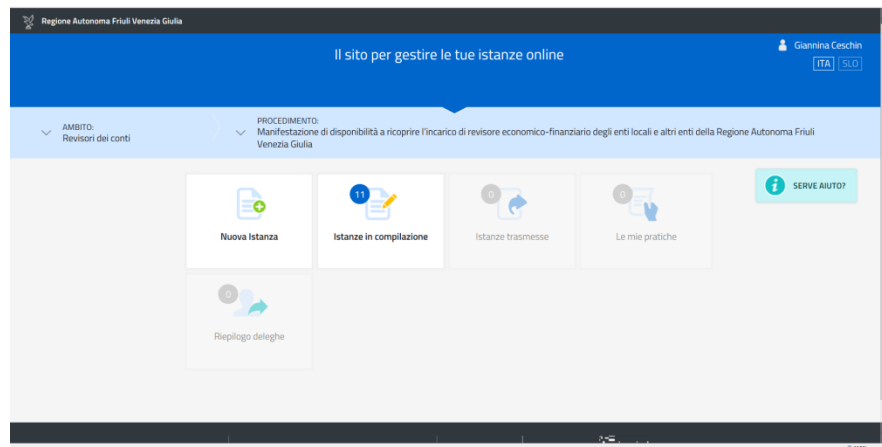 Regione Autonoma Friuli Venezia Giulia
Il sito per gestire le tue istanze online
Giannina Ceschin
ITA SLO
AMBITO:
Revisori dei conti
PROCEDIMENTO:
Manifestazione di disponibilità a ricoprire l'incarico di revisore economico-finanziario degli enti locali e altri enti della Regione Autonoma Friuli
Venezia Giulia
SERVE AIUTO?
Nuova Istanza
11
Istanze in compilazione
0
Istanze trasmesse
0
Le mie pratiche
0
Riepilogo deleghe